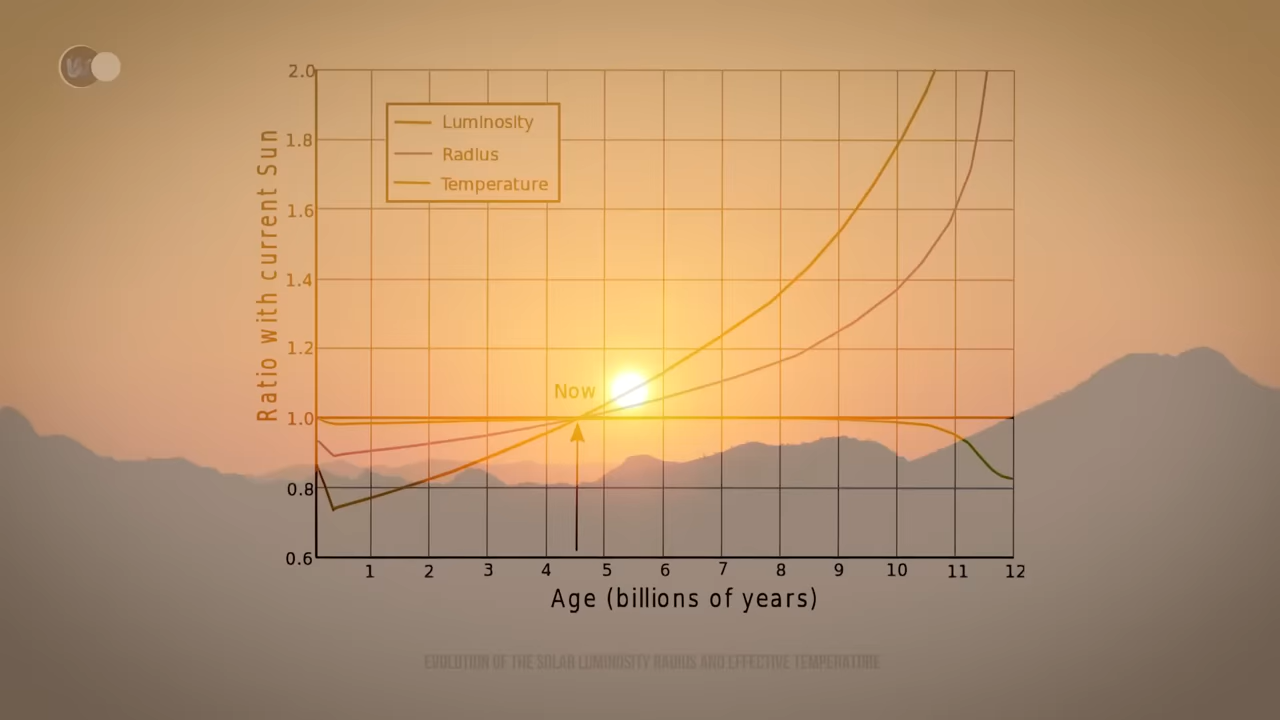 2.0
1.8
1.6
1.4
1.2
1.0
0.8
0.6
Ratio with current Sun
Luminosity
Radius
Temperature
Now
1 2 3 4 5 6 7 8 9 10 11 12
Age (billions of years)
EVOLUTION OF THE SOLAR LUMINOSITY RADIUS AND EFFECTIVE TEMPERATURE